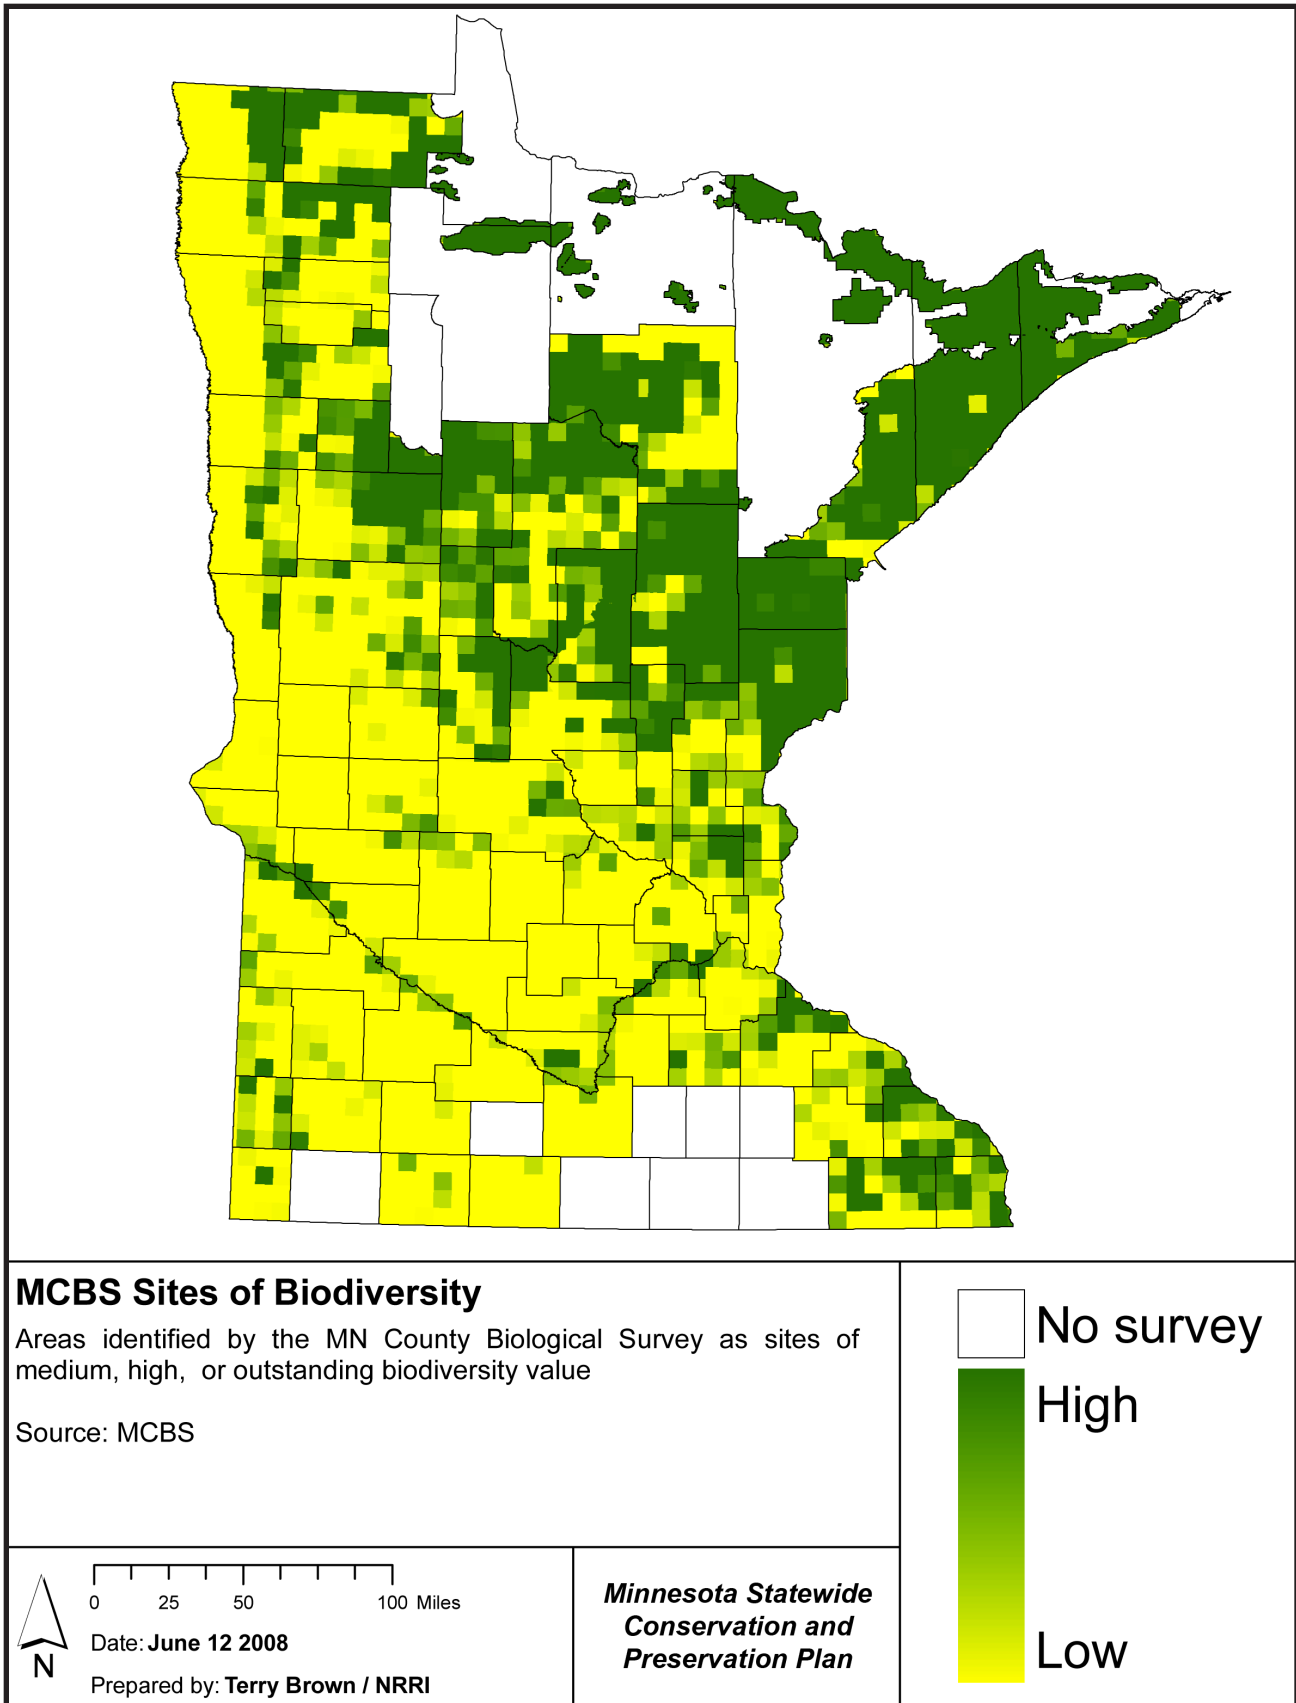 MCBS Sites of Biodiversity
Areas identified by the MN County Biological Survey as sites of
medium, high, or outstanding biodiversity value
Source: MCBS
No survey
High
Low
0 25 50 100 Miles
N
Date: June 12 2008
Prepared by: Terry Brown / NRRI
Minnesota Statewide
Conservation and
Preservation Plan